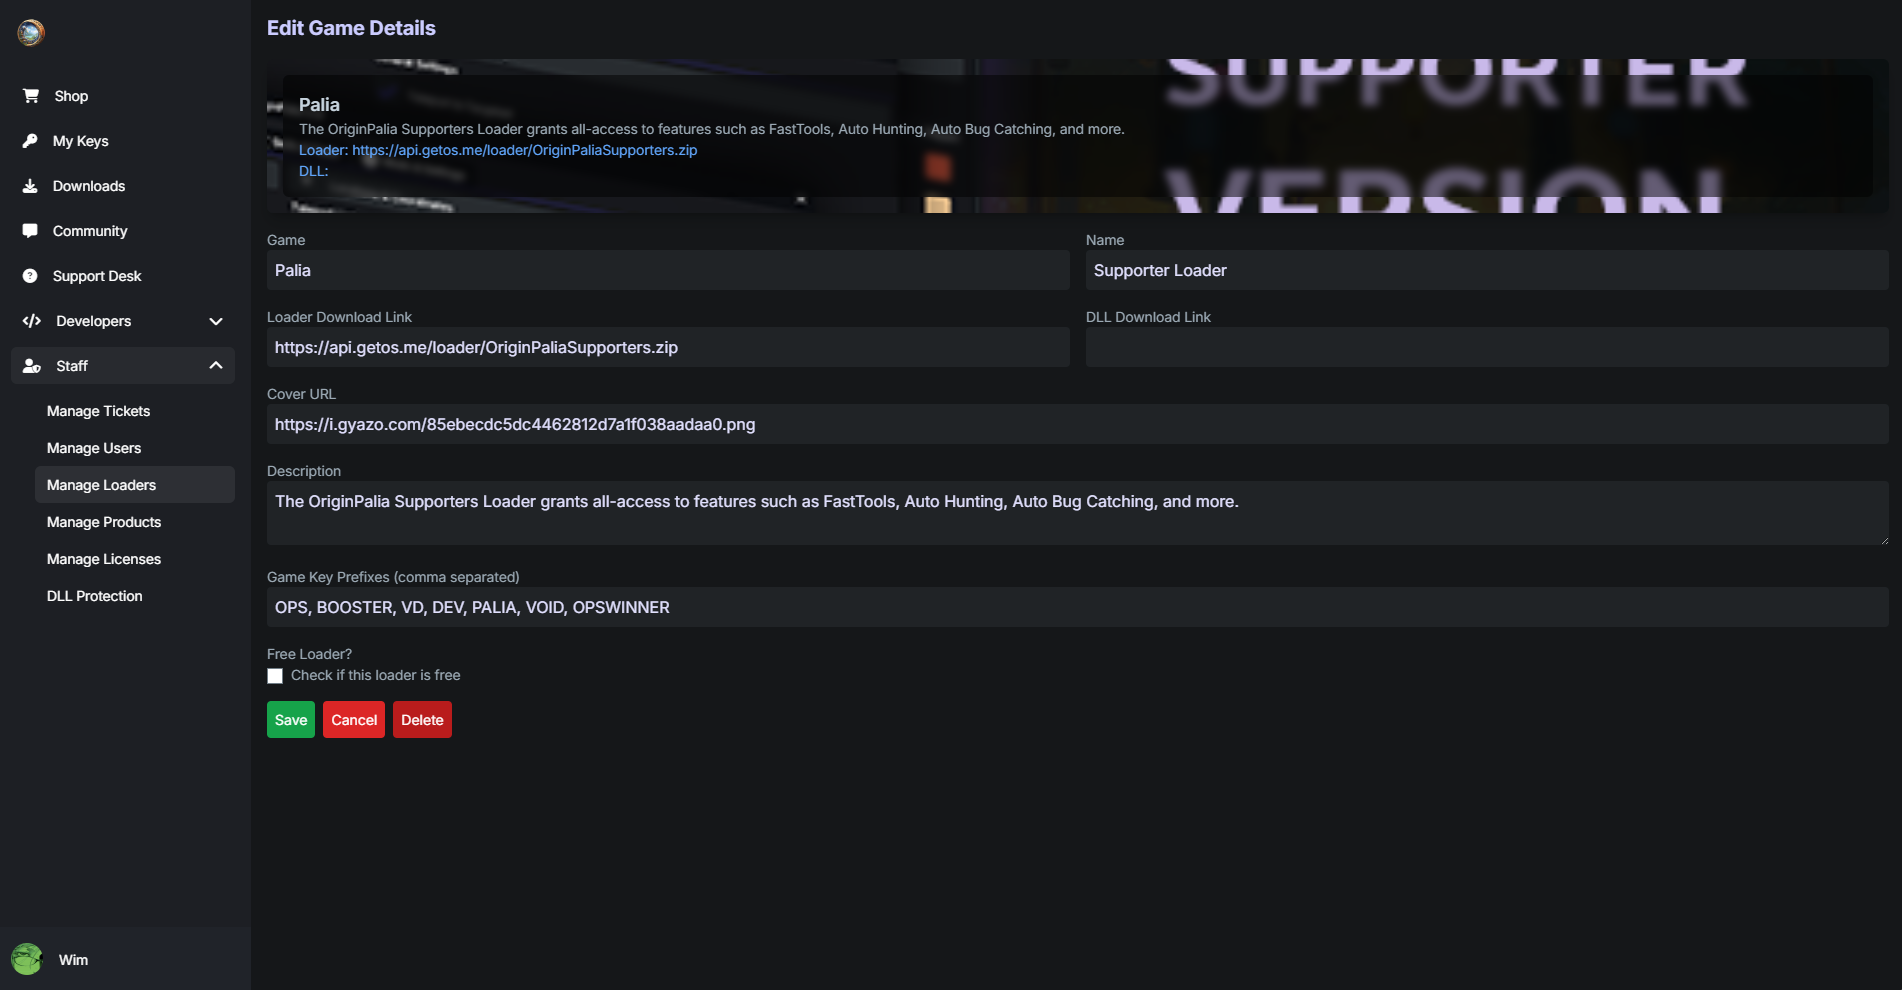 Shop
My Keys
Downloads
Community
Support Desk
Developers
Staff
Manage Tickets
Manage Users
Manage Loaders
Manage Products
Manage Licenses
DLL Protection
Wim
Edit Game Details
SUPPORTER
VERSION
Palia
The OriginPalia Supporters Loader grants all-access to features such as FastTools, Auto Hunting, Auto Bug Catching, and more.
Loader: https://api.getos.me/loader/OriginPaliaSupporters.zip
DLL:
Game
Palia
Name
Supporter Loader
Loader Download Link
https://api.getos.me/loader/OriginPaliaSupporters.zip
DLL Download Link
Cover URL
https://i.gyazo.com/85ebecdc5dc4462812d7a1f038aadaa0.png
Description
The OriginPalia Supporters Loader grants all-access to features such as FastTools, Auto Hunting, Auto Bug Catching, and more.
Game Key Prefixes (comma separated)
OPS, BOOSTER, VD, DEV, PALIA, VOID, OPSWINNER
Free Loader?
Check if this loader is free
Save
Cancel
Delete